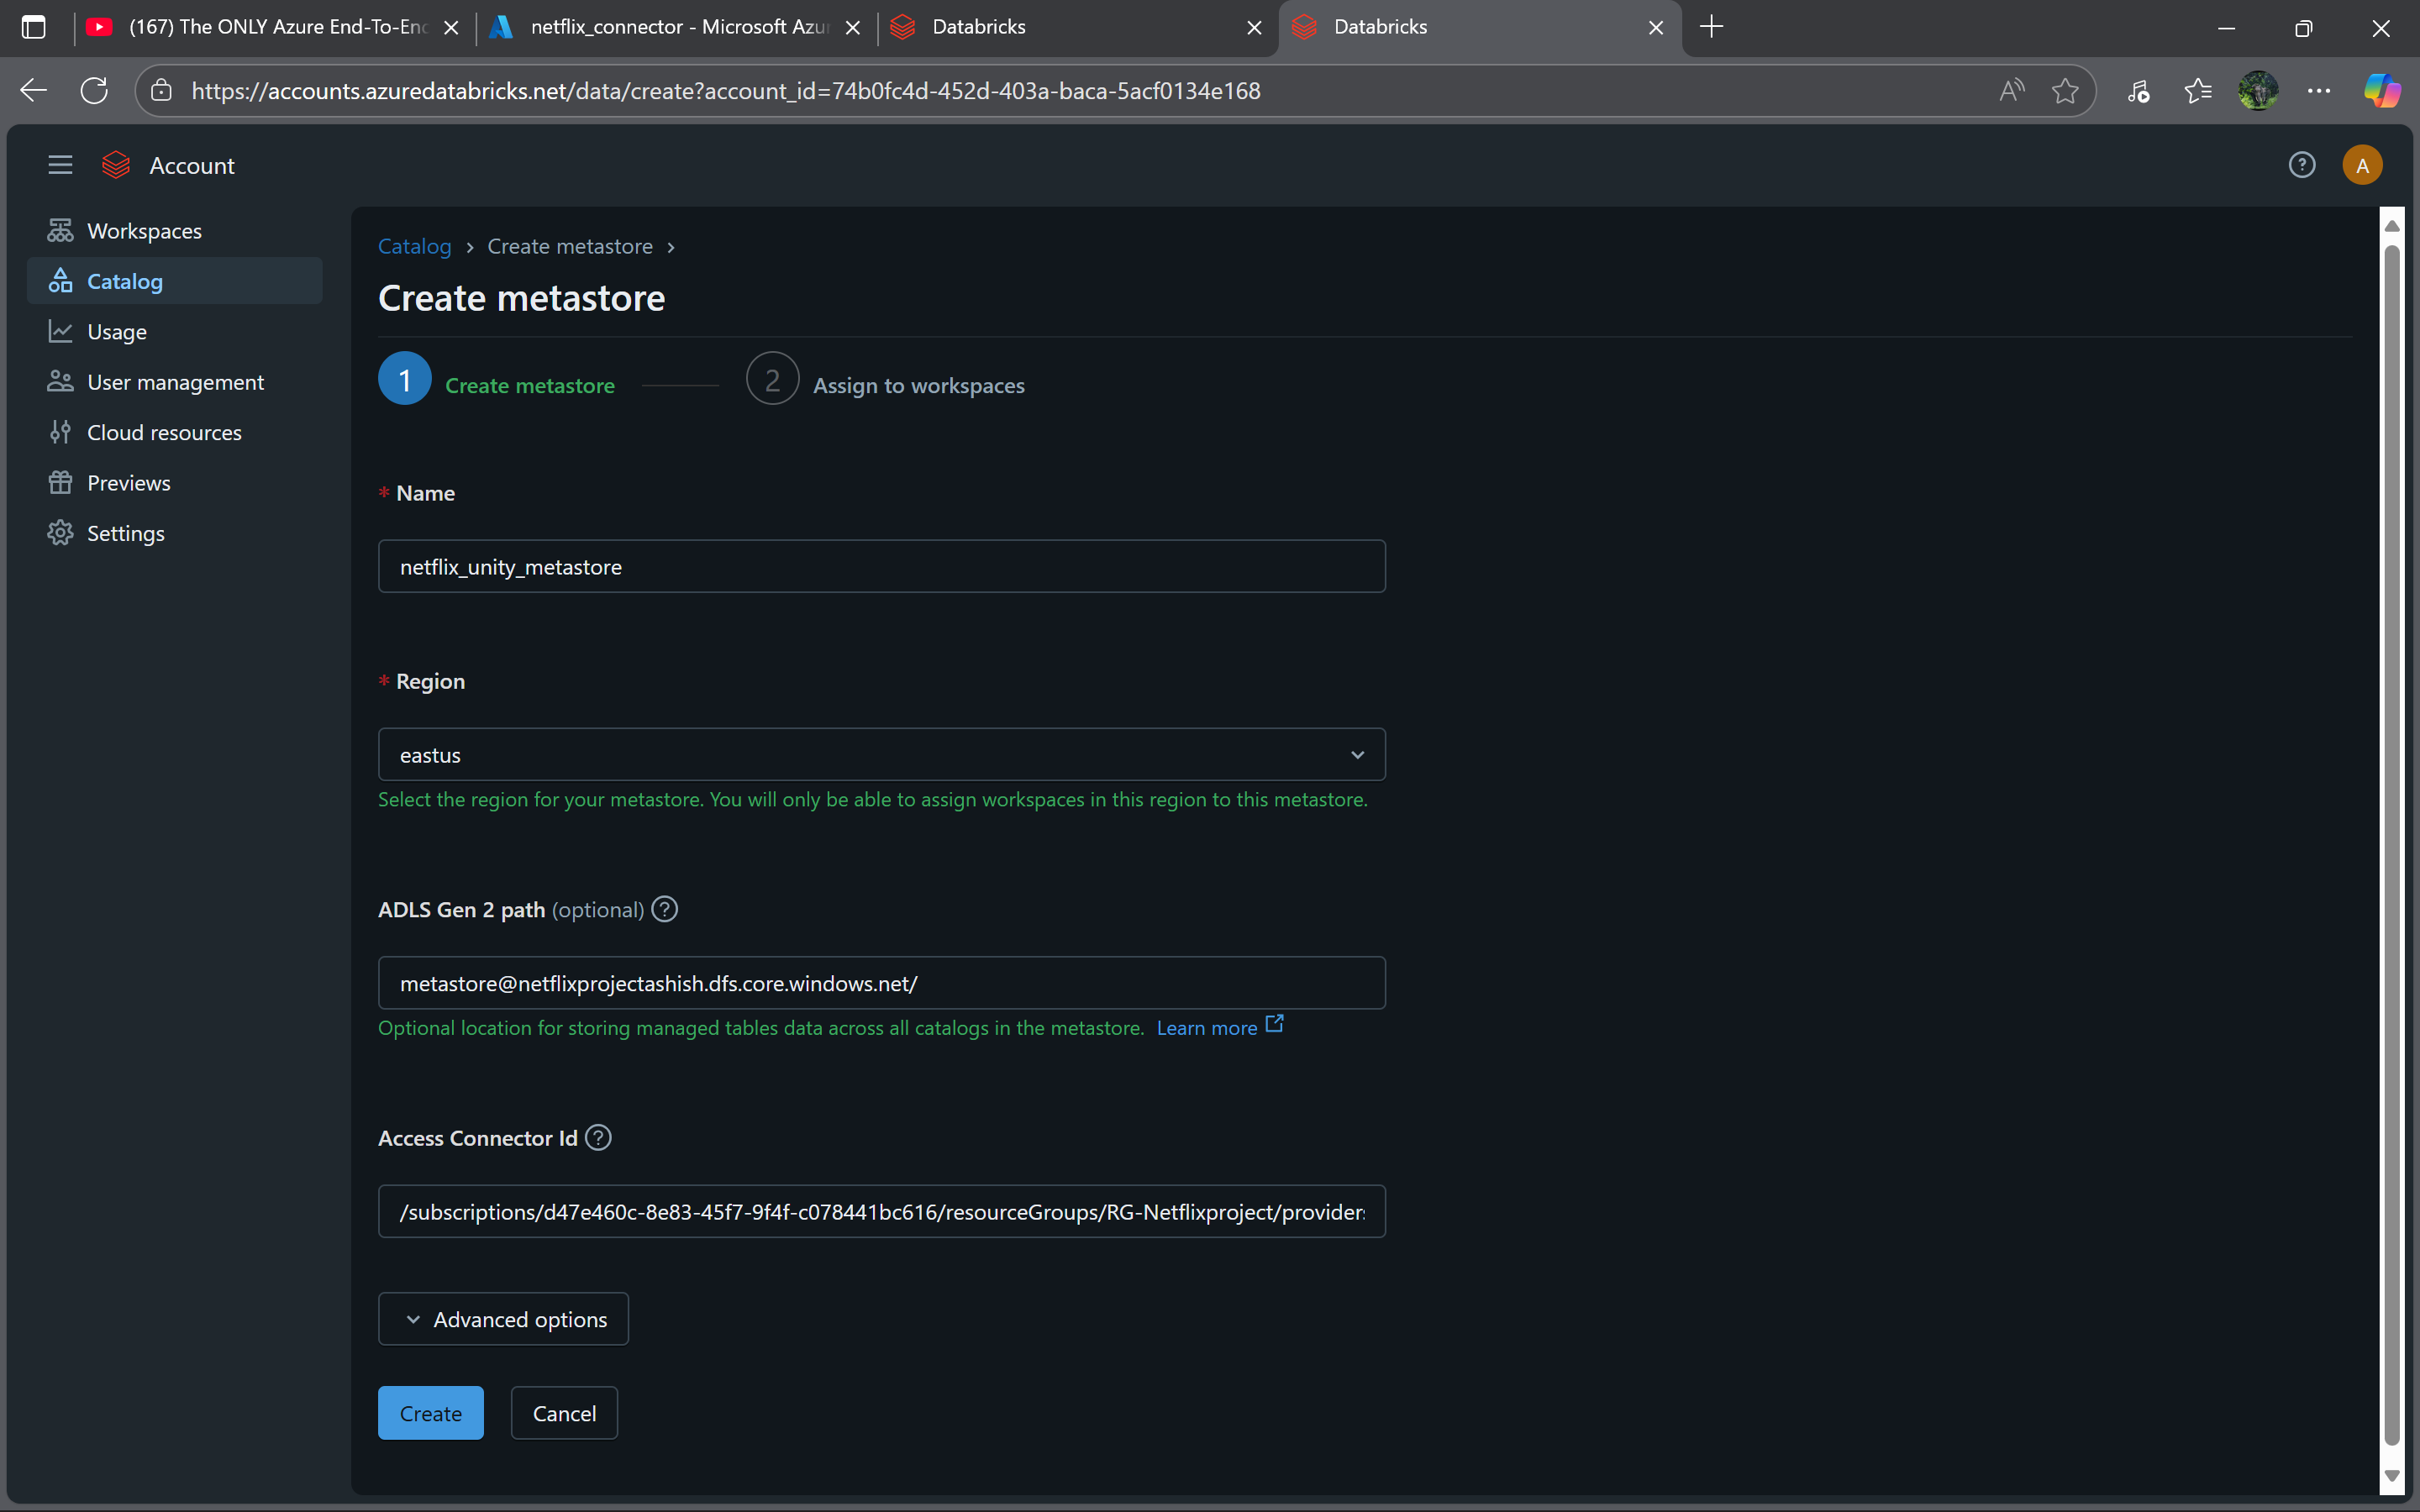 (167) The ONLY Azure End-To-Enc
netflix_connector - Microsoft Azur
Databricks
Databricks
https://accounts.azuredatabricks.net/data/create?account_id=74b0fc4d-452d-403a-baca-5acf0134e168
Account
A
Workspaces
Catalog
Usage
User management
Cloud resources
Previews
Settings
Catalog > Create metastore >
Create metastore
1 Create metastore
2 Assign to workspaces
* Name
netflix_unity_metastore
* Region
eastus
Select the region for your metastore. You will only be able to assign workspaces in this region to this metastore.
ADLS Gen 2 path (optional) ?
metastore@netflixprojectashish.dfs.core.windows.net/
Optional location for storing managed tables data across all catalogs in the metastore. Learn more
Access Connector Id ?
/subscriptions/d47e460c-8e83-45f7-9f4f-c078441bc616/resourceGroups/RG-Netflixproject/provider
Advanced options
Create
Cancel